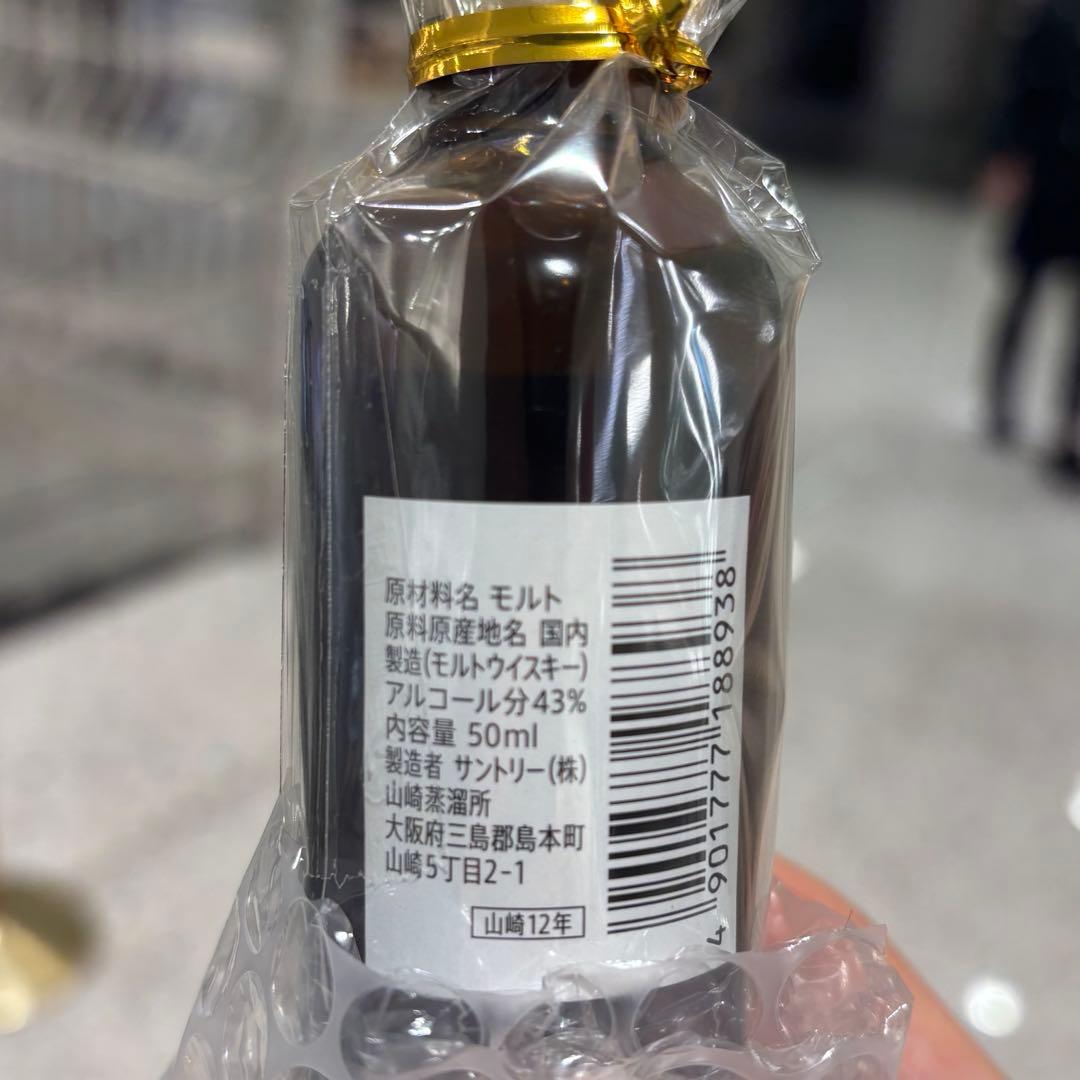 原材料名 モルト
原料原産地名 国内
製造(モルトウイスキー)
アルコール分43%
内容量 50ml
製造者 サントリー(株)
山崎蒸溜所
大阪府三島郡島本町
山崎5丁目2-1
山崎12年
4 901777 188938